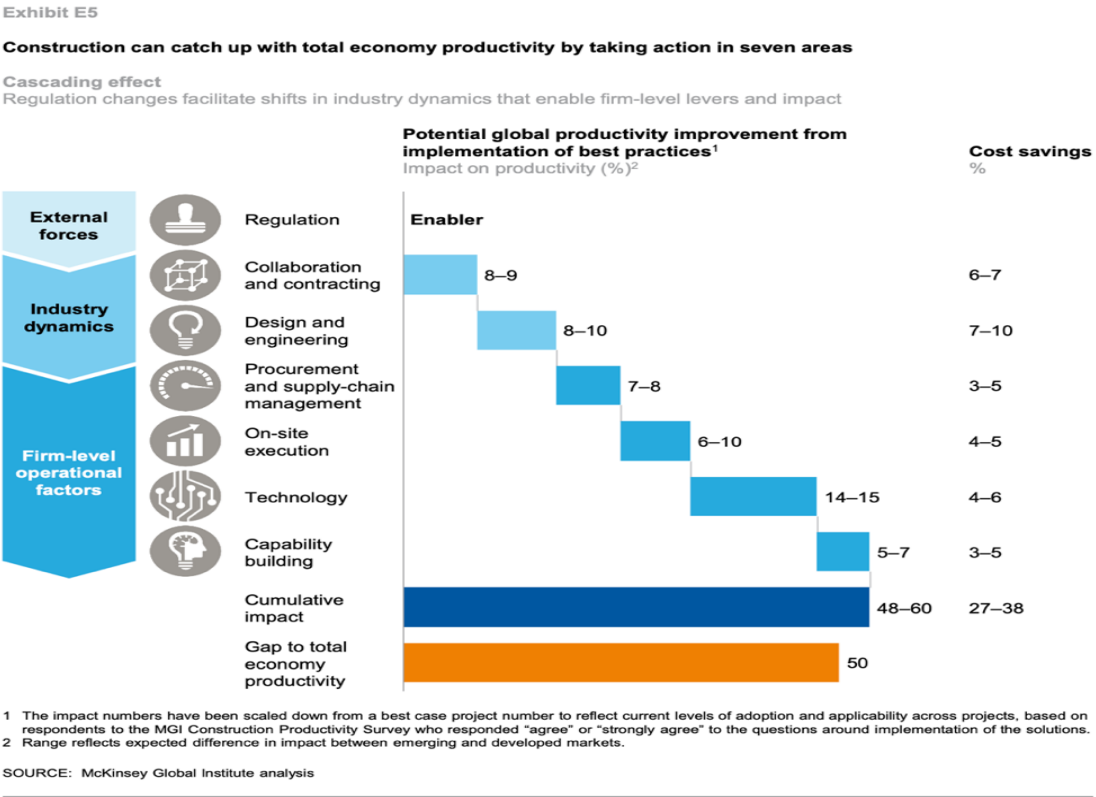 Exhibit E5
Construction can catch up with total economy productivity by taking action in seven areas
Cascading effect
Regulation changes facilitate shifts in industry dynamics that enable firm-level levers and impact
Potential global productivity improvement from
implementation of best practices¹
Impact on productivity (%)²
Cost savings
%
External
forces
Regulation
Enabler
Industry
dynamics
Collaboration
and contracting
8–9
6–7
Design and
engineering
8–10
7–10
Firm-level
operational
factors
Procurement
and supply-chain
management
7–8
3–5
On-site
execution
6–10
4–5
Technology
14–15
4–6
Capability
building
5–7
3–5
Cumulative
impact
48–60
27–38
Gap to total
economy
productivity
50
1 The impact numbers have been scaled down from a best case project number to reflect current levels of adoption and applicability across projects, based on
respondents to the MGI Construction Productivity Survey who responded “agree” or “strongly agree” to the questions around implementation of the solutions.
2 Range reflects expected difference in impact between emerging and developed markets.
SOURCE: McKinsey Global Institute analysis